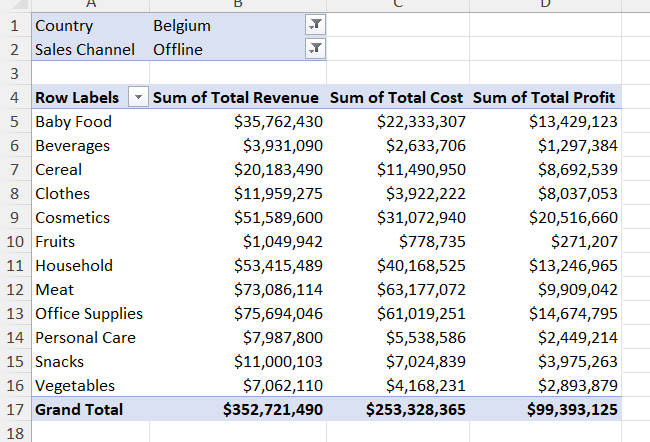 A B C D
1 Country Belgium
2 Sales Channel Offline
3
4 Row Labels Sum of Total Revenue Sum of Total Cost Sum of Total Profit
5 Baby Food $35,762,430 $22,333,307 $13,429,123
6 Beverages $3,931,090 $2,633,706 $1,297,384
7 Cereal $20,183,490 $11,490,950 $8,692,539
8 Clothes $11,959,275 $3,922,222 $8,037,053
9 Cosmetics $51,589,600 $31,072,940 $20,516,660
10 Fruits $1,049,942 $778,735 $271,207
11 Household $53,415,489 $40,168,525 $13,246,965
12 Meat $73,086,114 $63,177,072 $9,909,042
13 Office Supplies $75,694,046 $61,019,251 $14,674,795
14 Personal Care $7,987,800 $5,538,586 $2,449,214
15 Snacks $11,000,103 $7,024,839 $3,975,263
16 Vegetables $7,062,110 $4,168,231 $2,893,879
17 Grand Total $352,721,490 $253,328,365 $99,393,125
18